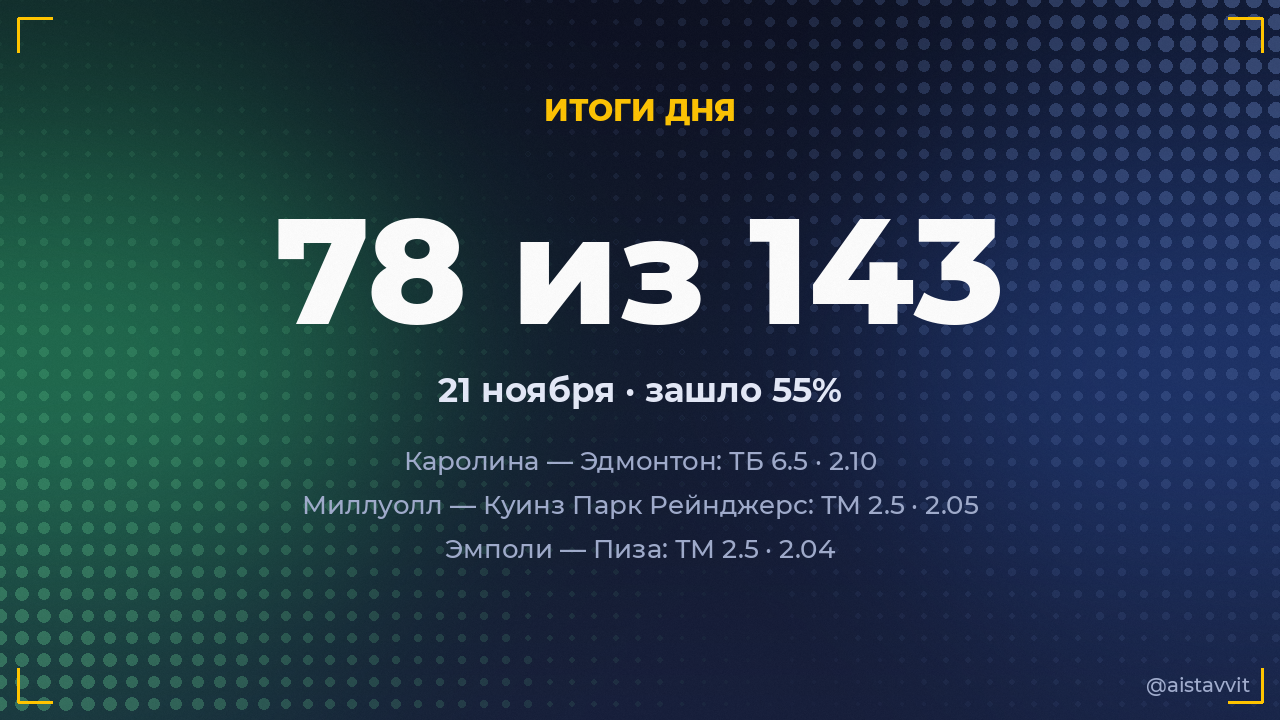 ИТОГИ ДНЯ
78 из 143
21 ноября · зашло 55%
Каролина — Эдмонтон: ТБ 6.5 · 2.10
Миллуолл — Куинз Парк Рейнджерс: ТМ 2.5 · 2.05
Эмполи — Пиза: ТМ 2.5 · 2.04
@aistavvit